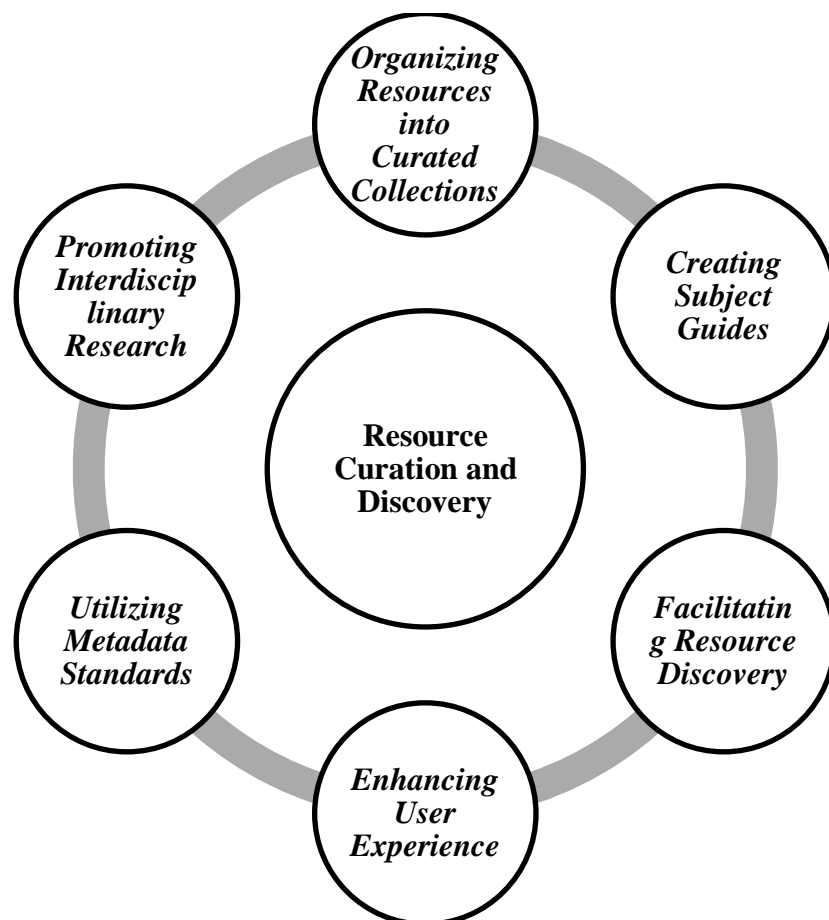 Organizing
Resources
into
Curated
Collections
Creating
Subject
Guides
Facilitatin
g Resource
Discovery
Enhancing
User
Experience
Utilizing
Metadata
Standards
Promoting
Interdiscip
linary
Research
Resource
Curation and
Discovery